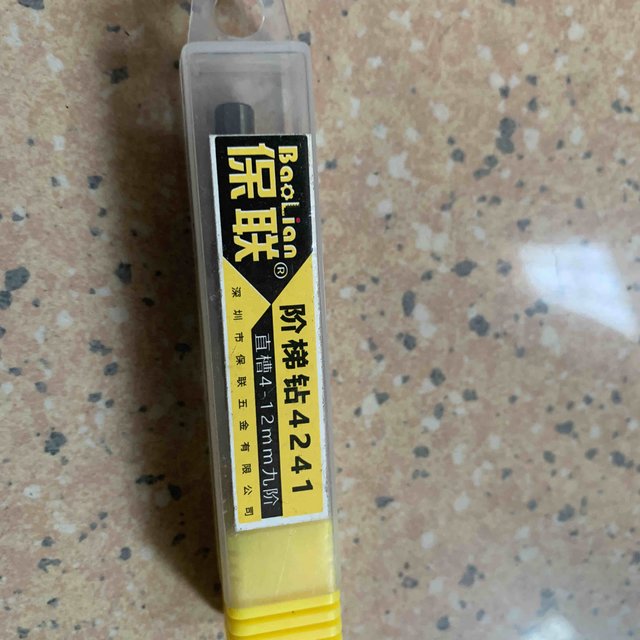 BaoLian
保联®
阶梯钻4241
直槽4-12mm九阶
深圳市保联五金有限公司